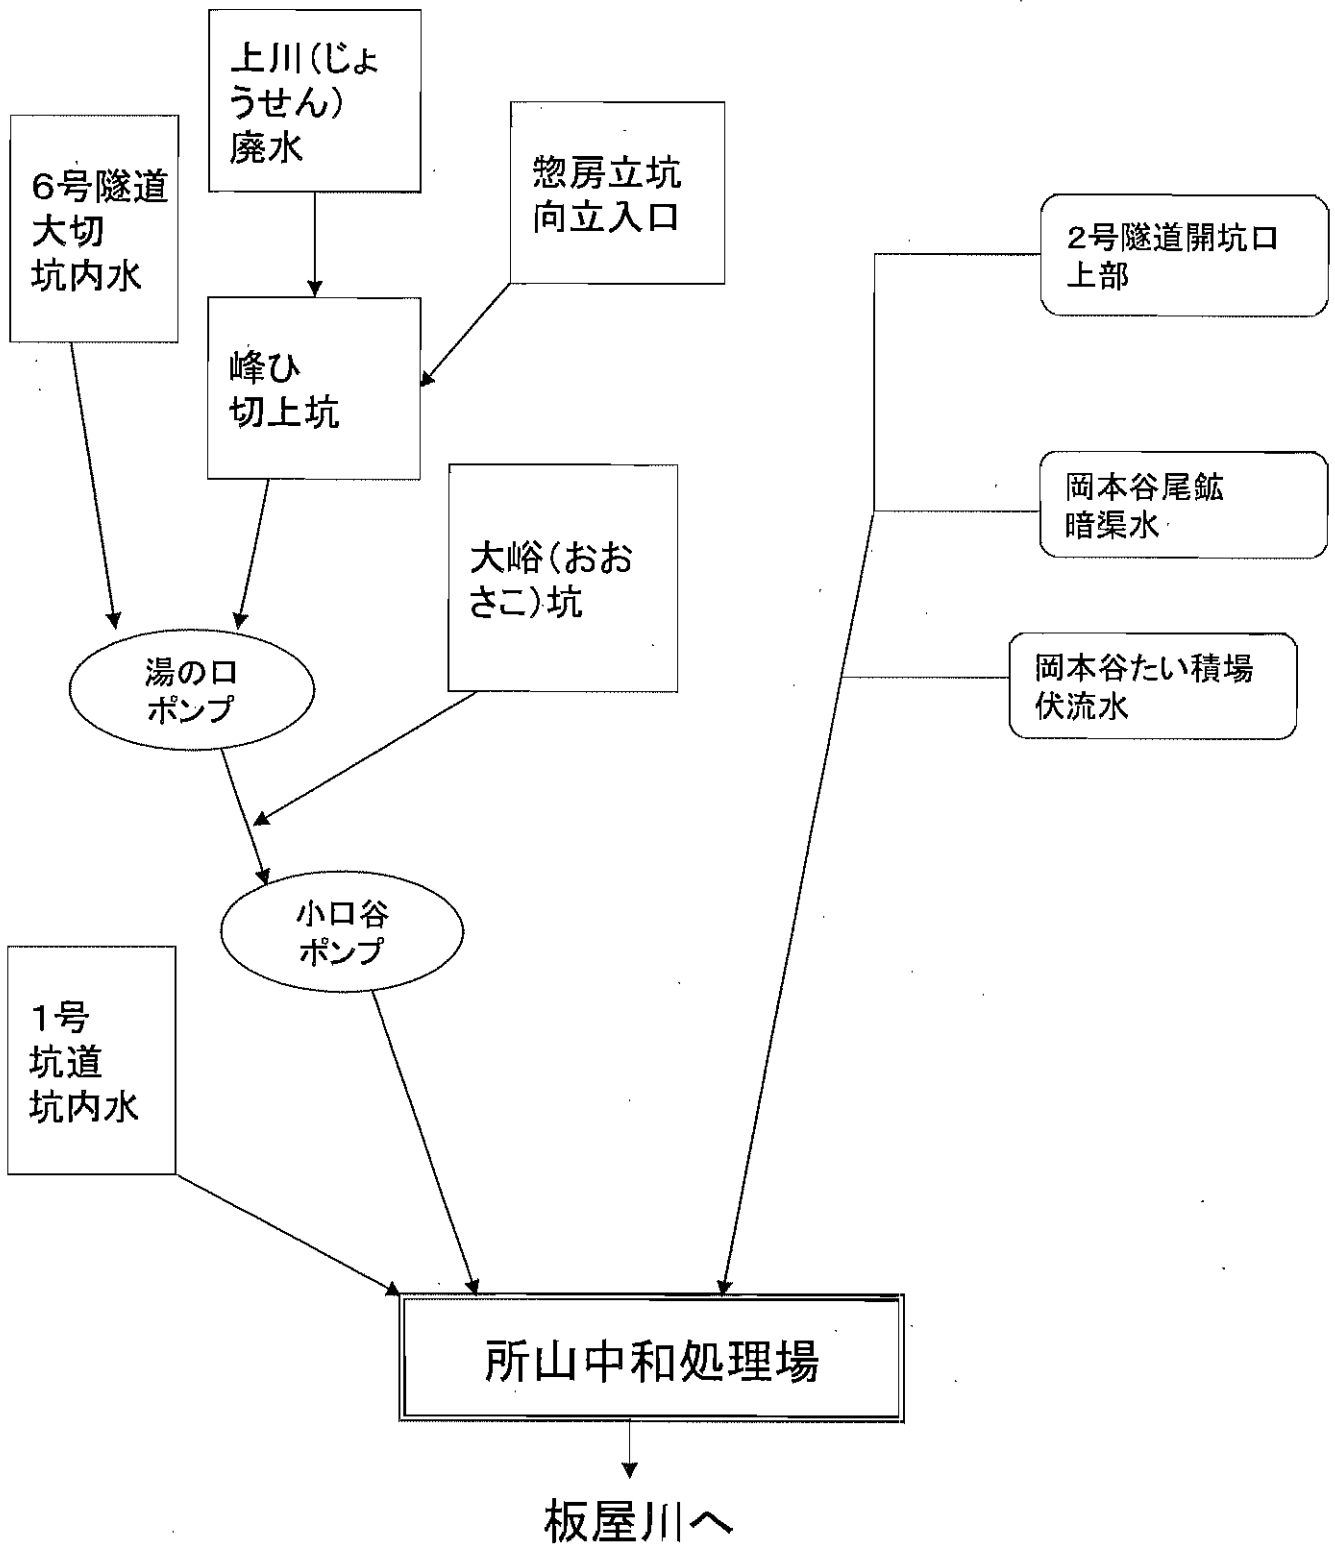 上川(じょ
うせん)
廃水
6号隧道
大切
坑内水
惣房立坑
向立入口
2号隧道開坑口
上部
峰ひ
切上坑
岡本谷尾鉱
暗渠水
大峪(おお
さこ)坑
湯の口
ポンプ
岡本谷たい積場
伏流水
小口谷
ポンプ
1号
坑道
坑内水
所山中和処理場
板屋川へ